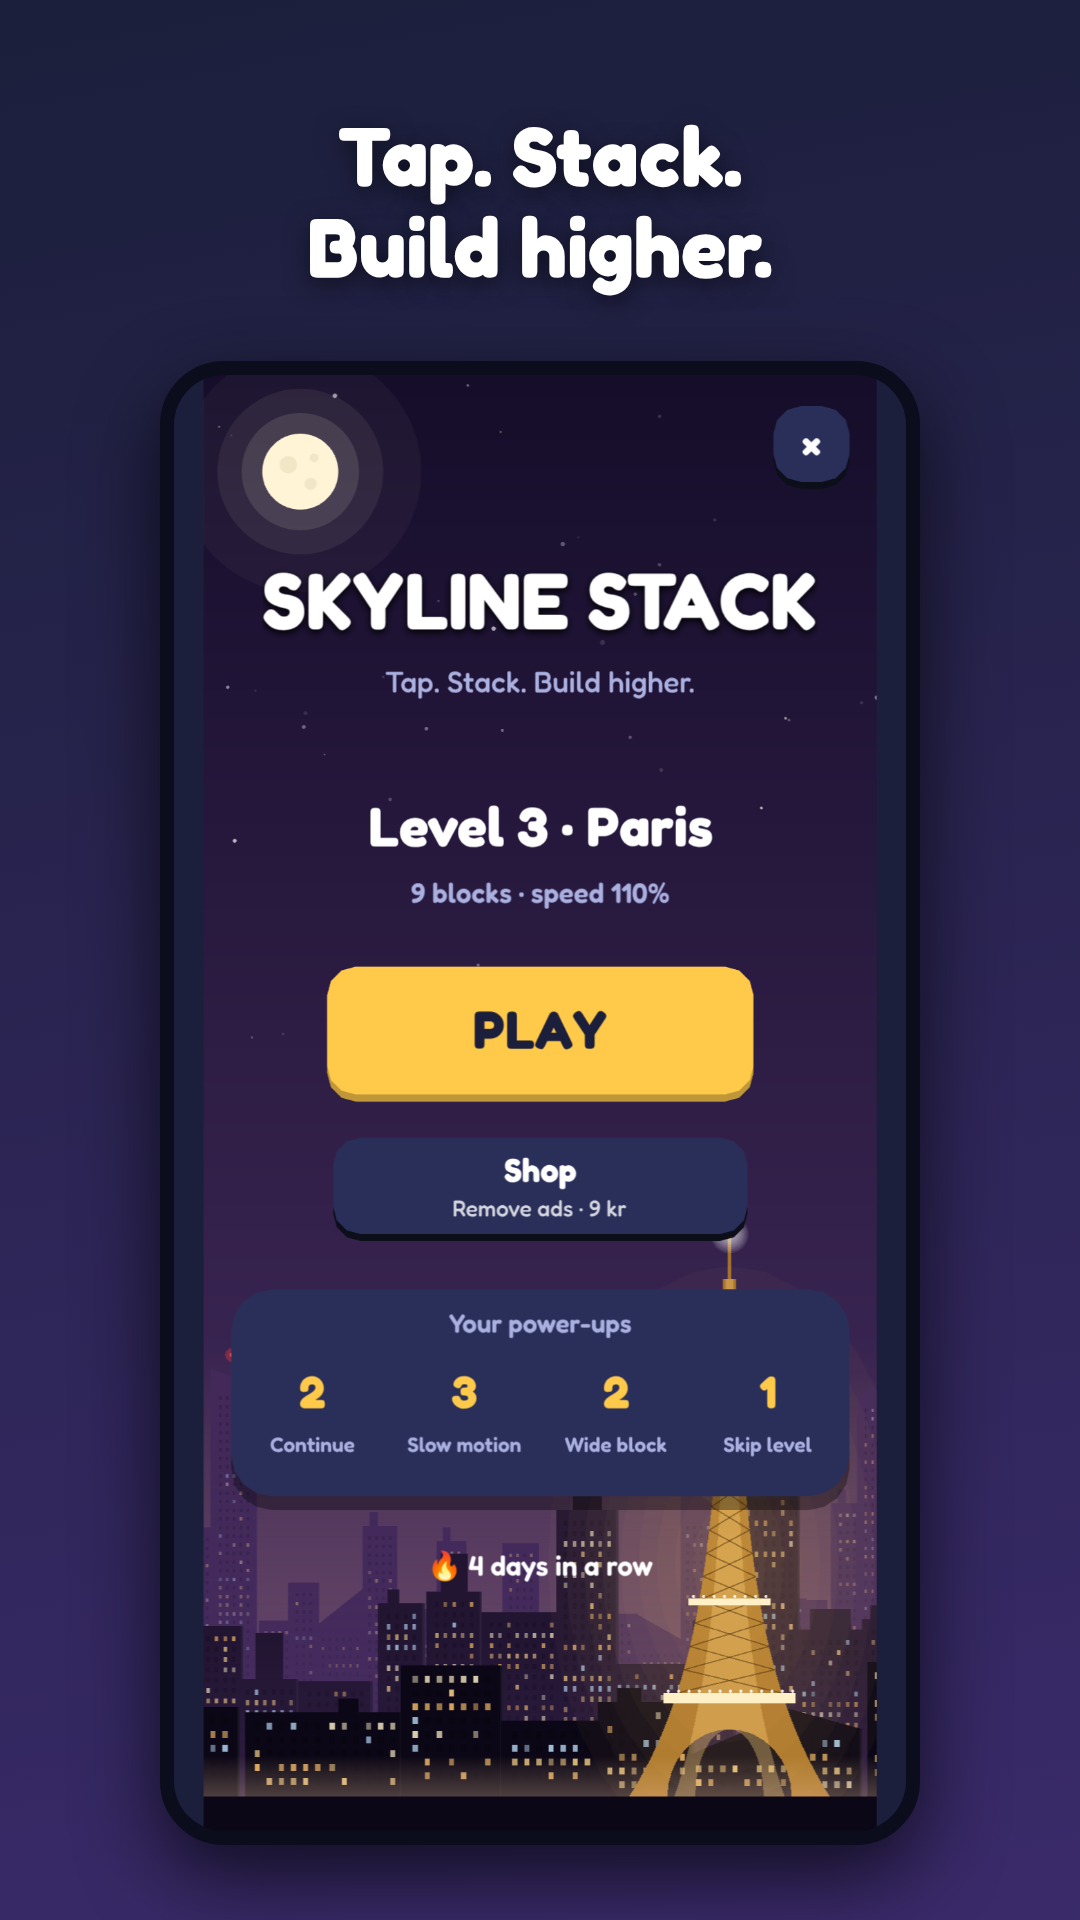 Tap. Stack.
Build higher.
SKYLINE STACK
Tap. Stack. Build higher.
Level 3 · Paris
9 blocks · speed 110%
PLAY
Shop
Remove ads · 9 kr
Your power-ups
2 3 2 1
Continue Slow motion Wide block Skip level
🔥 4 days in a row